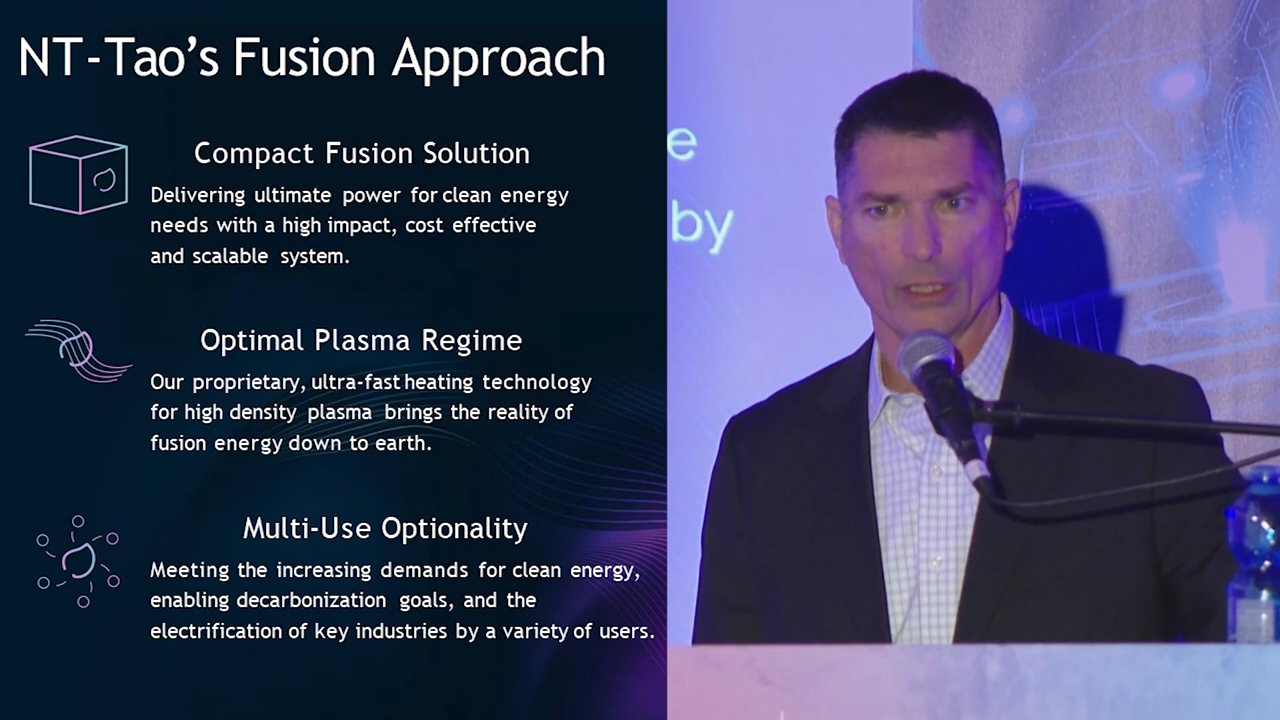 NT-Tao's Fusion Approach
Compact Fusion Solution
Delivering ultimate power for clean energy
needs with a high impact, cost effective
and scalable system.
Optimal Plasma Regime
Our proprietary, ultra-fast heating technology
for high density plasma brings the reality of
fusion energy down to earth.
Multi-Use Optionality
Meeting the increasing demands for clean energy,
enabling decarbonization goals, and the
electrification of key industries by a variety of users.
e
by